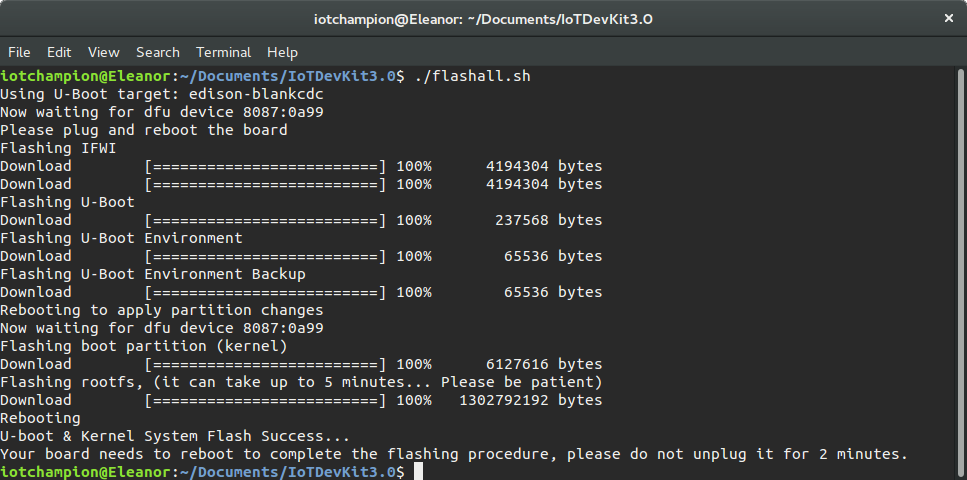 iotchampion@Eleanor: ~/Documents/IoTDevKit3.0 ×
File Edit View Search Terminal Help
iotchampion@Eleanor:~/Documents/IoTDevKit3.0$ ./flashall.sh
Using U-Boot target: edison-blankcdc
Now waiting for dfu device 8087:0a99
Please plug and reboot the board
Flashing IFWI
Download        [=========================] 100%      4194304 bytes
Download        [=========================] 100%      4194304 bytes
Flashing U-Boot
Download        [=========================] 100%       237568 bytes
Flashing U-Boot Environment
Download        [=========================] 100%        65536 bytes
Flashing U-Boot Environment Backup
Download        [=========================] 100%        65536 bytes
Rebooting to apply partition changes
Now waiting for dfu device 8087:0a99
Flashing boot partition (kernel)
Download        [=========================] 100%      6127616 bytes
Flashing rootfs, (it can take up to 5 minutes... Please be patient)
Download        [=========================] 100%   1302792192 bytes
Rebooting
U-boot & Kernel System Flash Success...
Your board needs to reboot to complete the flashing procedure, please do not unplug it for 2 minutes.
iotchampion@Eleanor:~/Documents/IoTDevKit3.0$